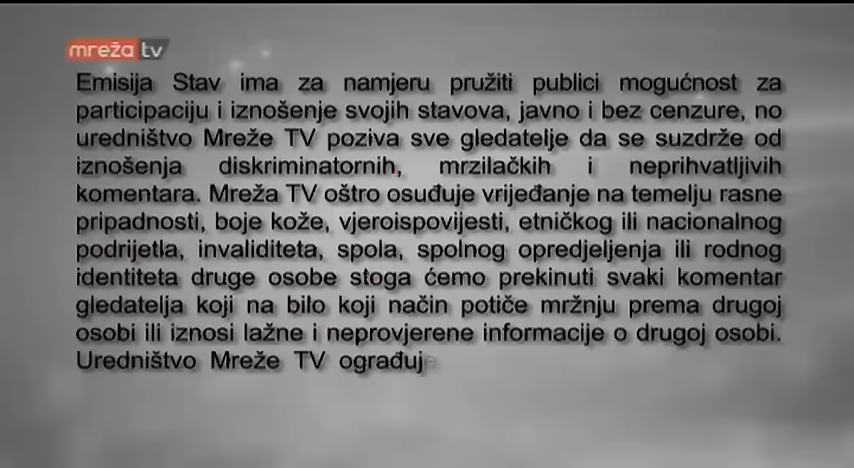 mreža tv
Emisija Stav ima za namjeru pružiti publici mogućnost za
participaciju i iznošenje svojih stavova, javno i bez cenzure, no
uredništvo Mreže TV poziva sve gledatelje da se suzdrže od
iznošenja diskriminatornih, mrzilačkih i neprihvatljivih
komentara. Mreža TV oštro osuđuje vrijeđanje na temelju rasne
pripadnosti, boje kože, vjeroispovijesti, etničkog ili nacionalnog
podrijetla, invaliditeta, spola, spolnog opredjeljenja ili rodnog
identiteta druge osobe stoga ćemo prekinuti svaki komentar
gledatelja koji na bilo koji način potiče mržnju prema drugoj
osobi ili iznosi lažne i neprovjerene informacije o drugoj osobi.
Uredništvo Mreže TV ograđuje